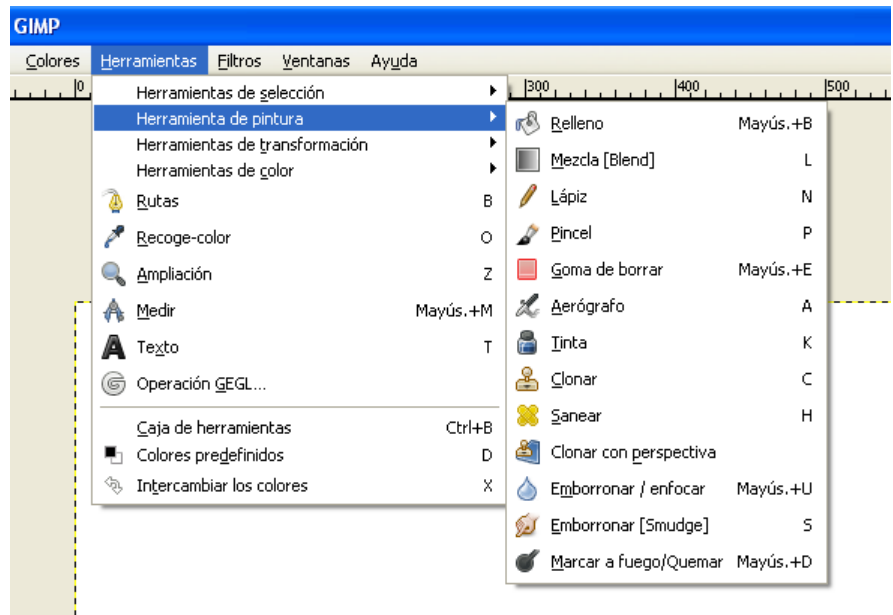 GIMP
Colores Herramientas Filtros Ventanas Ayuda
0 300 400 500
Herramientas de selección
Herramienta de pintura
Herramientas de transformación
Herramientas de color
Rutas B
Recoge-color O
Ampliación Z
Medir Mayús.+M
Texto T
Operación GEGL...
Caja de herramientas Ctrl+B
Colores predefinidos D
Intercambiar los colores X
Relleno Mayús.+B
Mezcla [Blend] L
Lápiz N
Pincel P
Goma de borrar Mayús.+E
Aerógrafo A
Tinta K
Clonar C
Sanear H
Clonar con perspectiva
Emborronar / enfocar Mayús.+U
Emborronar [Smudge] S
Marcar a fuego/Quemar Mayús.+D